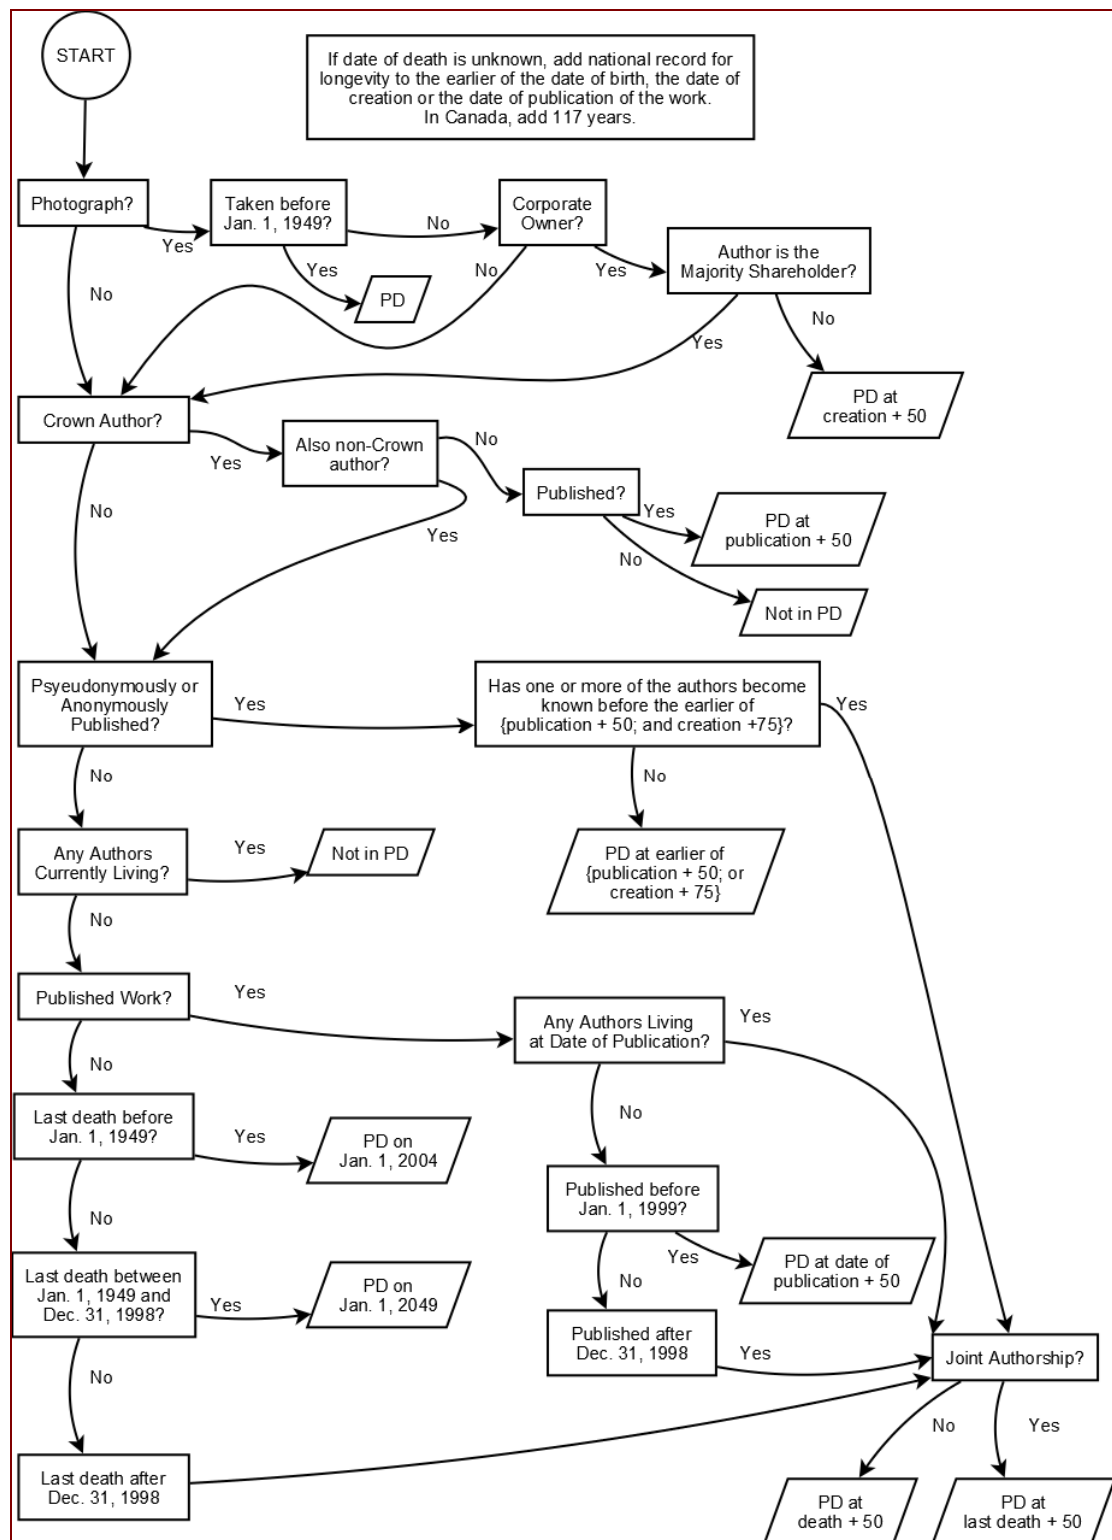 START
If date of death is unknown, add national record for
longevity to the earlier of the date of birth, the date of
creation or the date of publication of the work.
In Canada, add 117 years.
Photograph?
Yes
No
Taken before
Jan. 1, 1949?
No
Yes
PD
Corporate
Owner?
No
Yes
Author is the
Majority Shareholder?
Yes
No
PD at
creation + 50
Crown Author?
Yes
No
Also non-Crown
author?
No
Yes
Published?
Yes
No
PD at
publication + 50
Not in PD
Psyeudonymously or
Anonymously
Published?
Yes
No
Has one or more of the authors become
known before the earlier of
{publication + 50; and creation +75}?
Yes
No
PD at earlier of
{publication + 50; or
creation + 75}
Any Authors
Currently Living?
Yes
No
Not in PD
Published Work?
Yes
No
Any Authors Living
at Date of Publication?
Yes
No
Last death before
Jan. 1, 1949?
Yes
No
PD on
Jan. 1, 2004
Published before
Jan. 1, 1999?
Yes
No
PD at date of
publication + 50
Last death between
Jan. 1, 1949 and
Dec. 31, 1998?
Yes
No
PD on
Jan. 1, 2049
Published after
Dec. 31, 1998
Yes
Joint Authorship?
No
Yes
Last death after
Dec. 31, 1998
PD at
death + 50
PD at
last death + 50